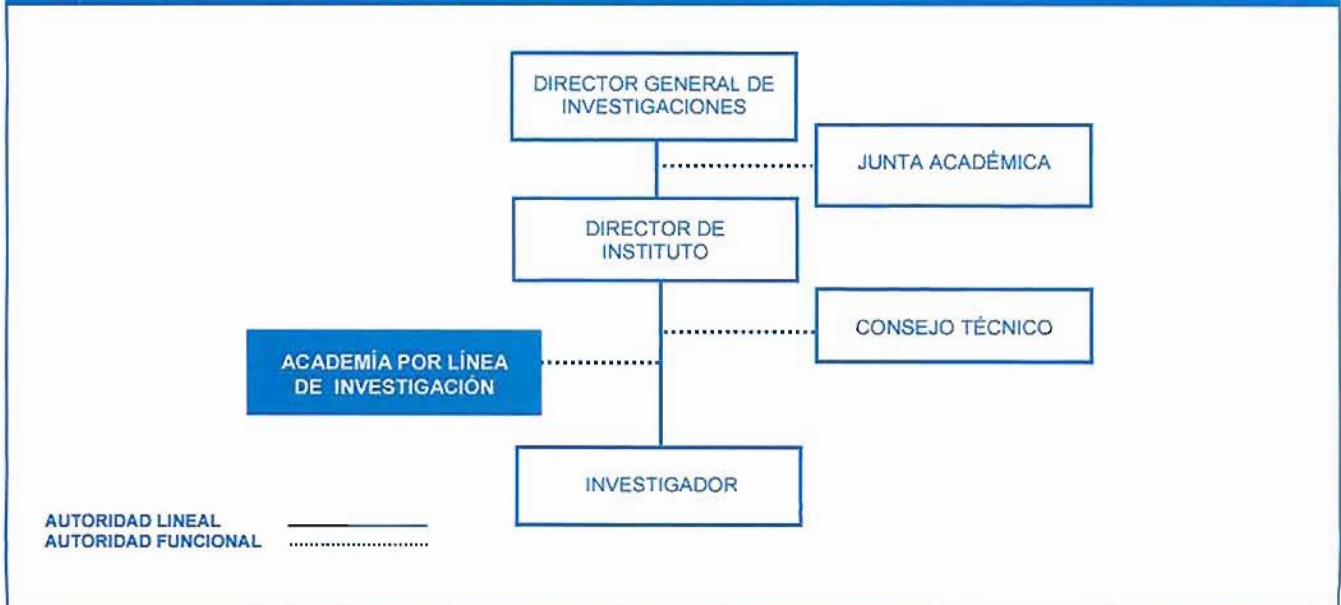 DIRECTOR GENERAL DE
INVESTIGACIONES
JUNTA ACADÉMICA
DIRECTOR DE
INSTITUTO
CONSEJO TÉCNICO
ACADEMÍA POR LÍNEA
DE INVESTIGACIÓN
INVESTIGADOR
AUTORIDAD LINEAL
AUTORIDAD FUNCIONAL